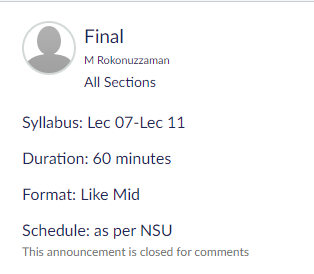 Final
M Rokonuzzaman
All Sections
Syllabus: Lec 07-Lec 11
Duration: 60 minutes
Format: Like Mid
Schedule: as per NSU
This announcement is closed for comments